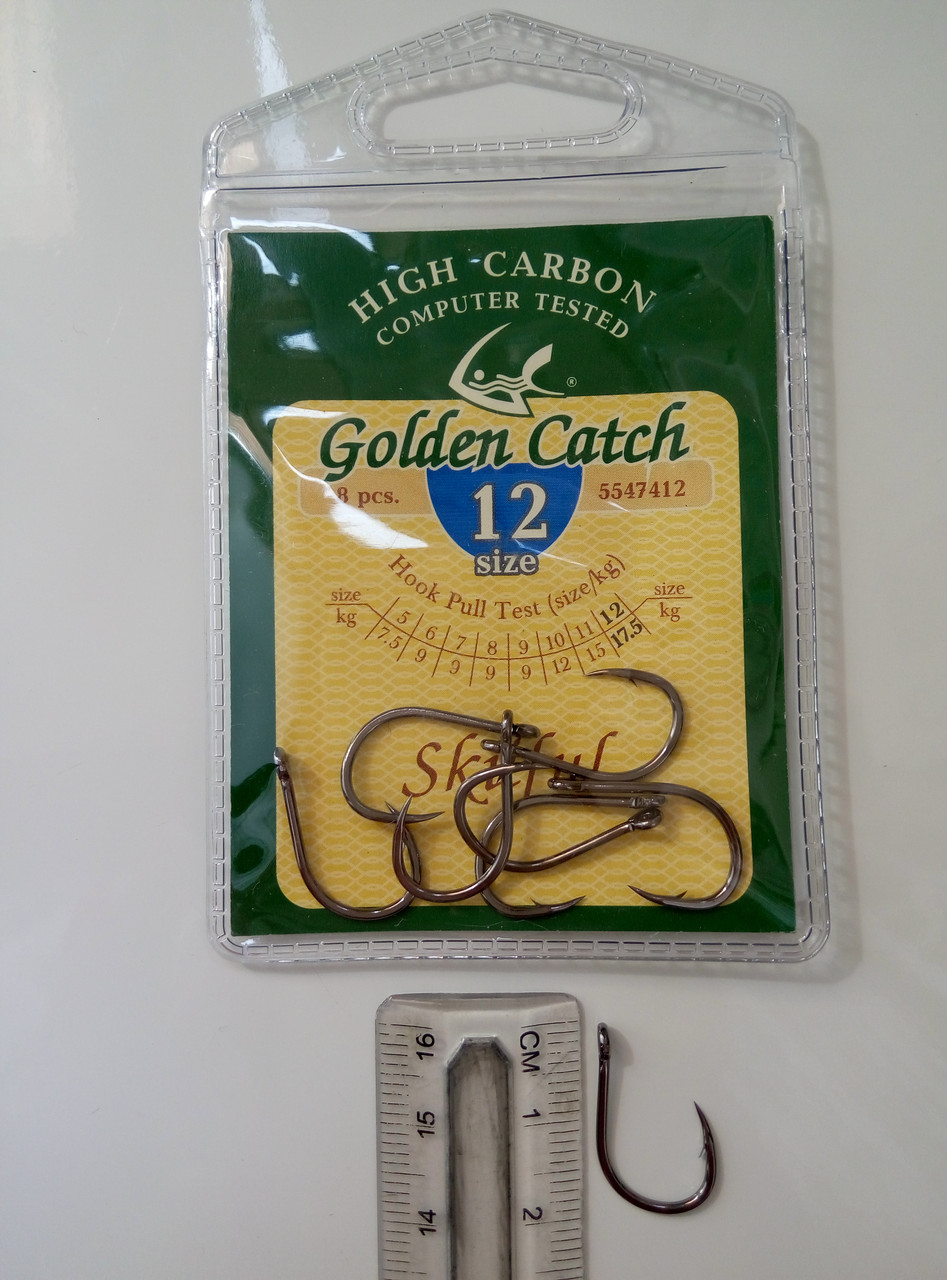 HIGH CARBON
COMPUTER TESTED
®
Golden Catch
8 pcs.
12
size
5547412
Hook Pull Test (size/kg)
size 5 6 7 8 9 10 11 12 size
kg 7.5 9 9 9 9 12 15 17.5 kg
Skilful
16 CM
15 1
14 2